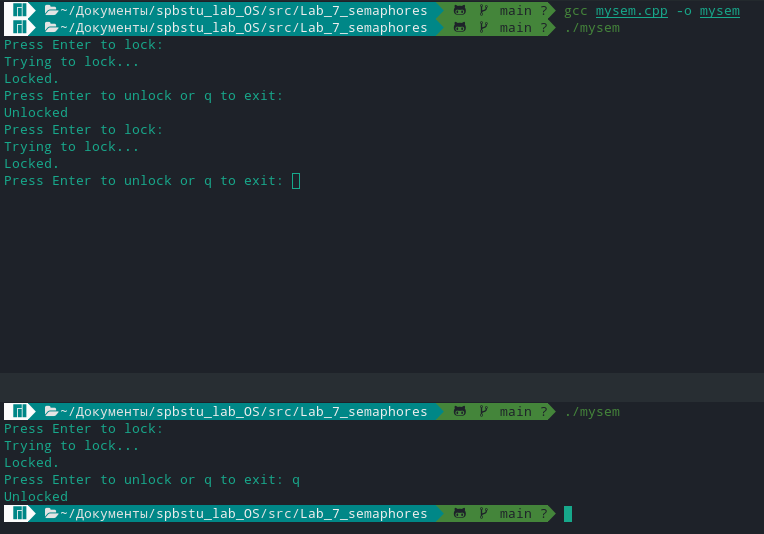 ~/Документы/spbstu_lab_OS/src/Lab_7_semaphores main ? gcc mysem.cpp -o mysem
~/Документы/spbstu_lab_OS/src/Lab_7_semaphores main ? ./mysem
Press Enter to lock:
Trying to lock...
Locked.
Press Enter to unlock or q to exit:
Unlocked
Press Enter to lock:
Trying to lock...
Locked.
Press Enter to unlock or q to exit:
~/Документы/spbstu_lab_OS/src/Lab_7_semaphores main ? ./mysem
Press Enter to lock:
Trying to lock...
Locked.
Press Enter to unlock or q to exit: q
Unlocked
~/Документы/spbstu_lab_OS/src/Lab_7_semaphores main ?